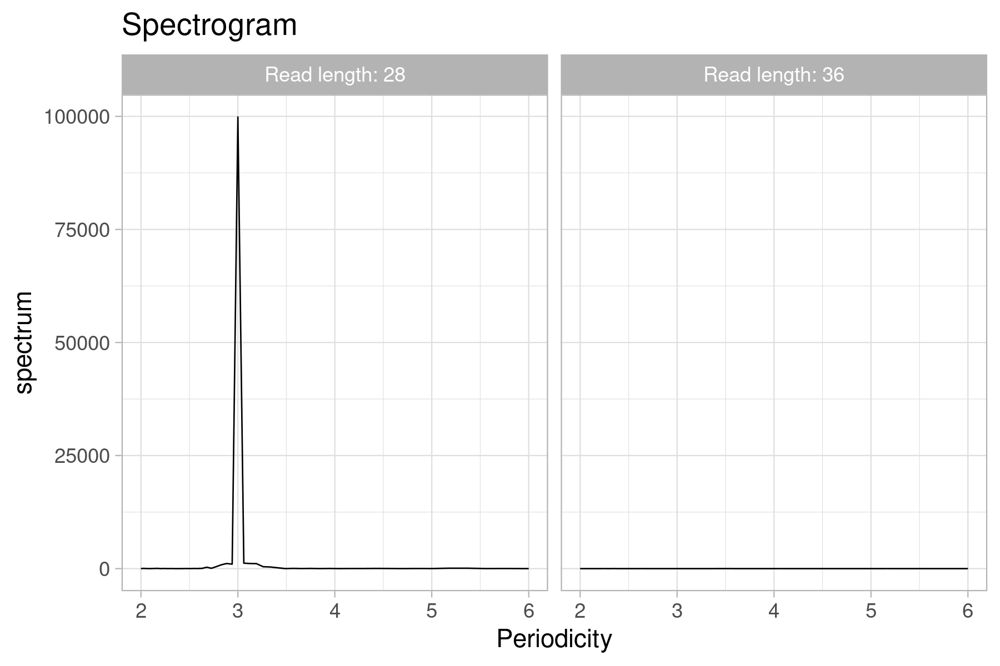 Spectrogram
Read length: 28
Read length: 36
100000
75000
50000
25000
0
spectrum
2 3 4 5 6 2 3 4 5 6
Periodicity